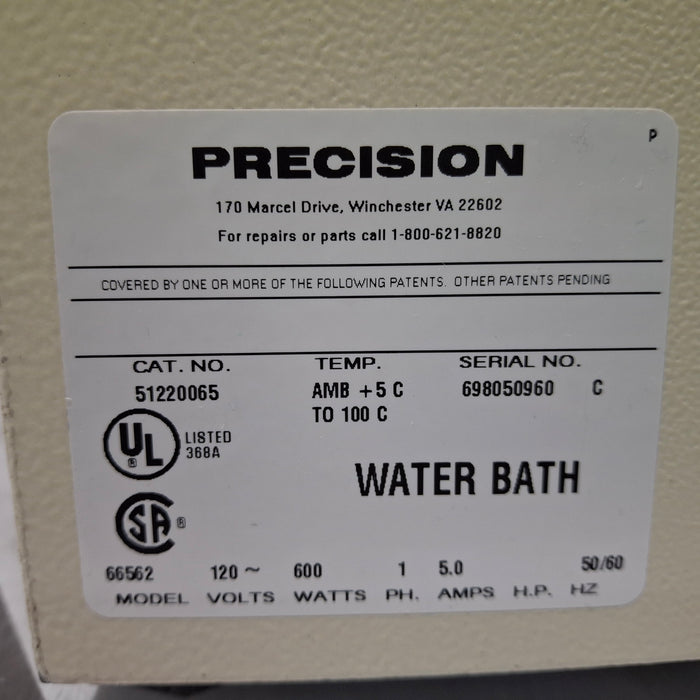 P
PRECISION
170 Marcel Drive, Winchester VA 22602
For repairs or parts call 1-800-621-8820
COVERED BY ONE OR MORE OF THE FOLLOWING PATENTS. OTHER PATENTS PENDING
CAT. NO. TEMP. SERIAL NO.
51220065 AMB +5 C 698050960 C
TO 100 C
UL ® LISTED
368A
WATER BATH
SA ®
66562 120 ~ 600 1 5.0 50/60
MODEL VOLTS WATTS PH. AMPS H.P. HZ